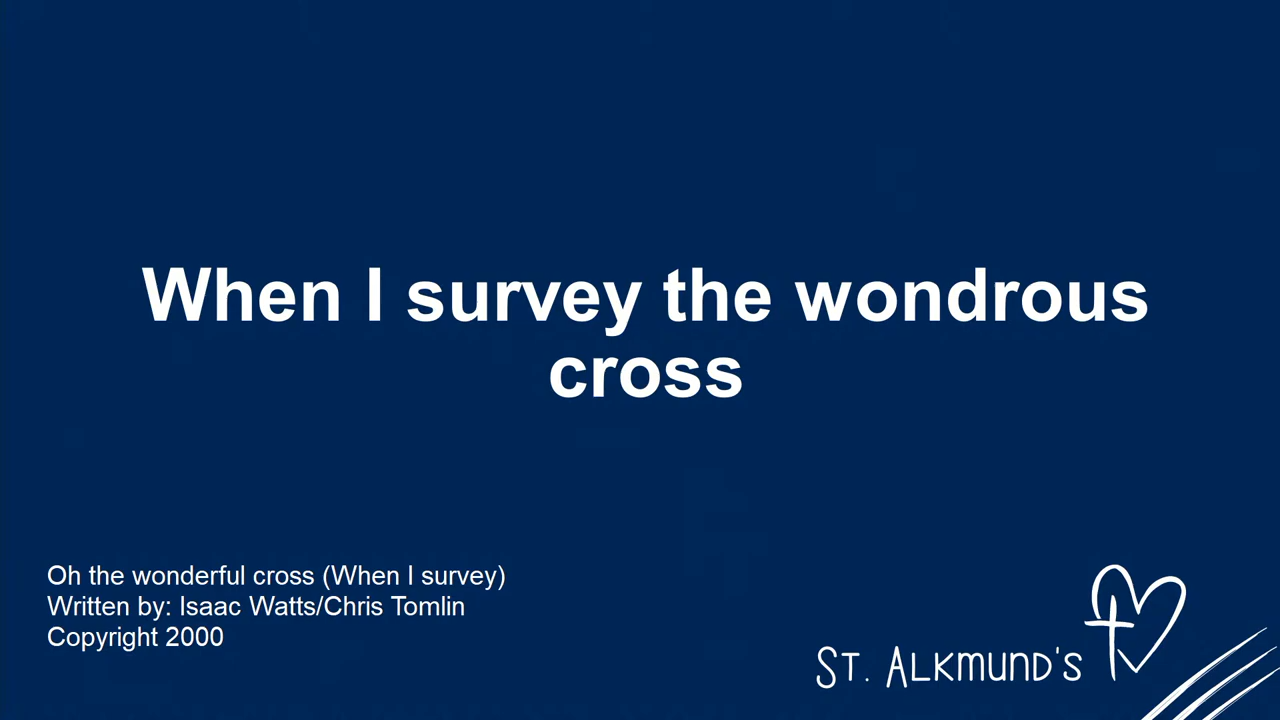 When I survey the wondrous
cross
Oh the wonderful cross (When I survey)
Written by: Isaac Watts/Chris Tomlin
Copyright 2000
ST. ALKMUND'S